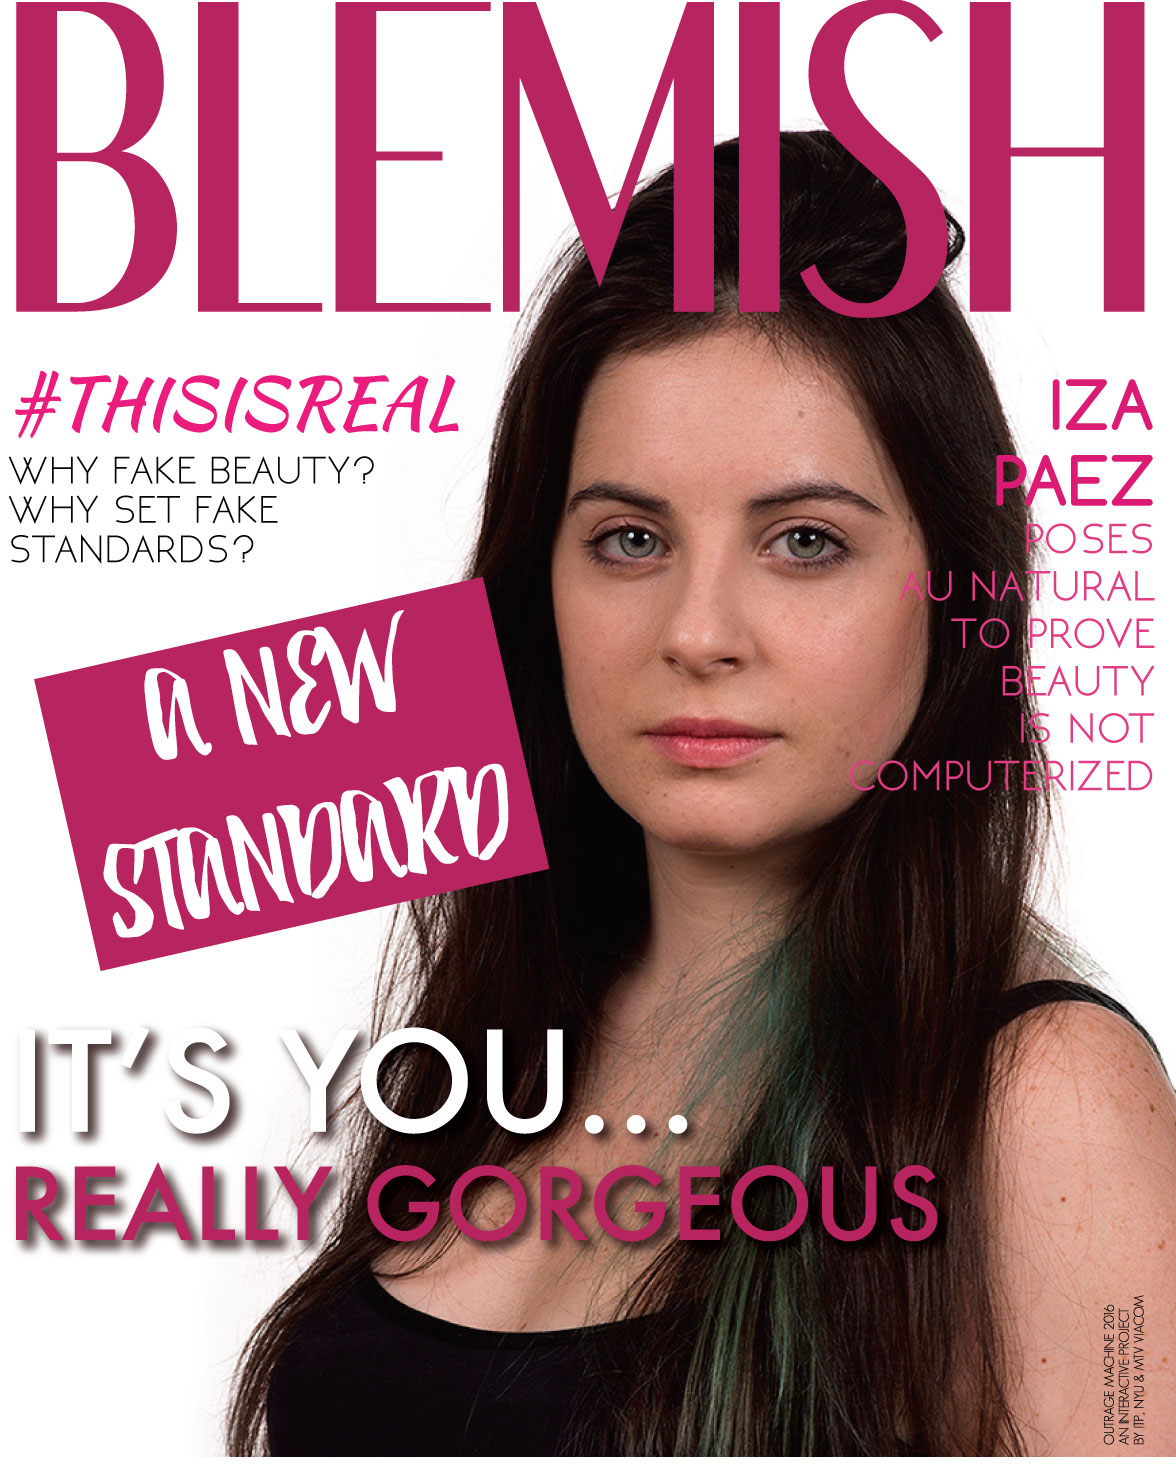 BLEMISH
#THISISREAL
WHY FAKE BEAUTY?
WHY SET FAKE
STANDARDS?
IZA
PAEZ
POSES
AU NATURAL
TO PROVE
BEAUTY
IS NOT
COMPUTERIZED
A NEW
STANDARD
IT'S YOU...
REALLY GORGEOUS
OUTRAGE MACHINE 2016
AN INTERACTIVE PROJECT
BY ITP, NYU & MTV VIACOM